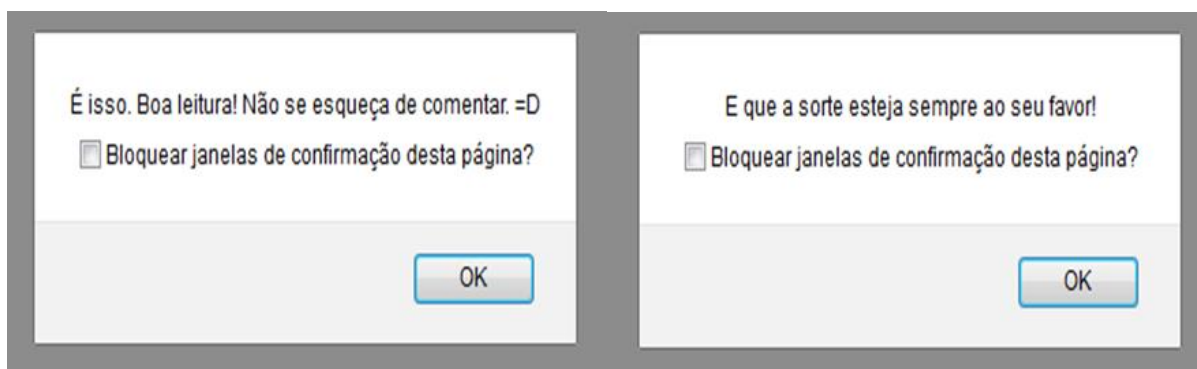 É isso. Boa leitura! Não se esqueça de comentar. =D
Bloquear janelas de confirmação desta página?
OK
E que a sorte esteja sempre ao seu favor!
Bloquear janelas de confirmação desta página?
OK